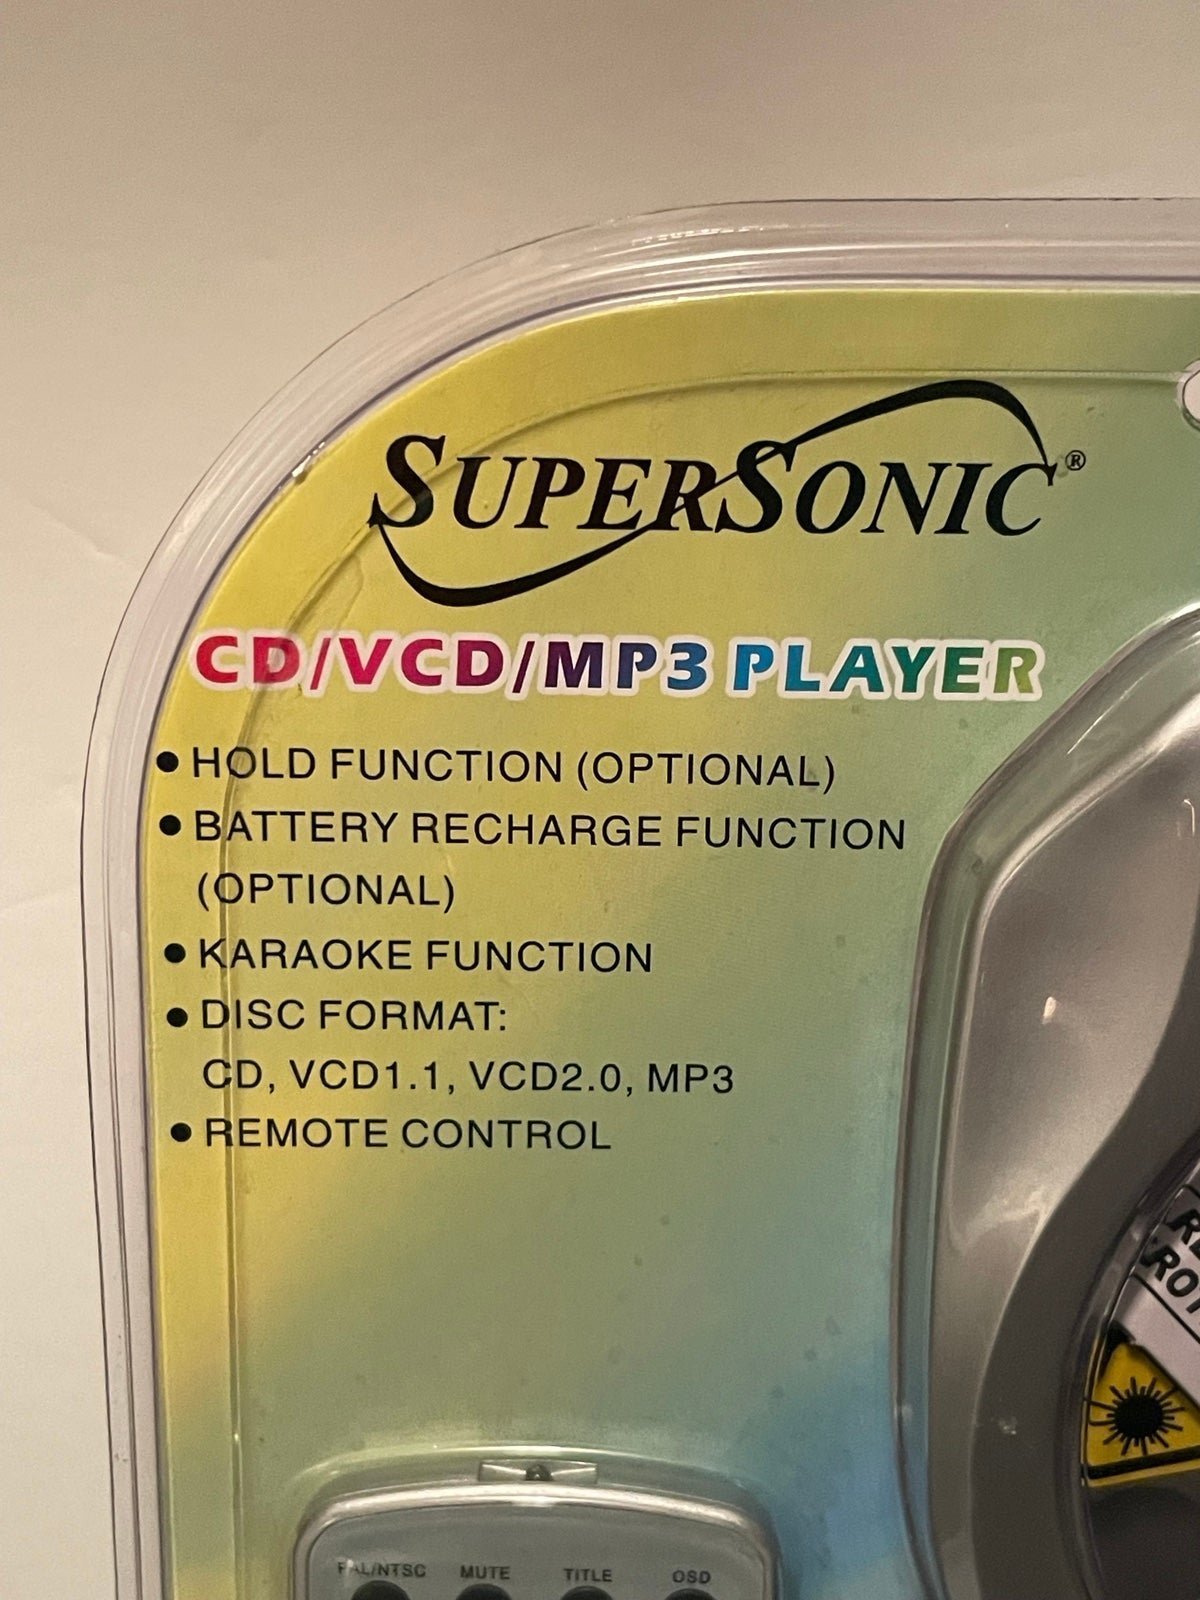 SUPERSONIC®
CD/VCD/MP3 PLAYER
• HOLD FUNCTION (OPTIONAL)
• BATTERY RECHARGE FUNCTION
(OPTIONAL)
• KARAOKE FUNCTION
• DISC FORMAT:
CD, VCD1.1, VCD2.0, MP3
• REMOTE CONTROL
PAL/NTSC MUTE TITLE OSD